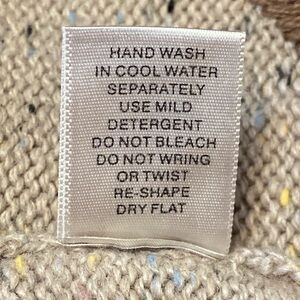 HAND WASH
IN COOL WATER
SEPARATELY
USE MILD
DETERGENT
DO NOT BLEACH
DO NOT WRING
OR TWIST
RE-SHAPE
DRY FLAT